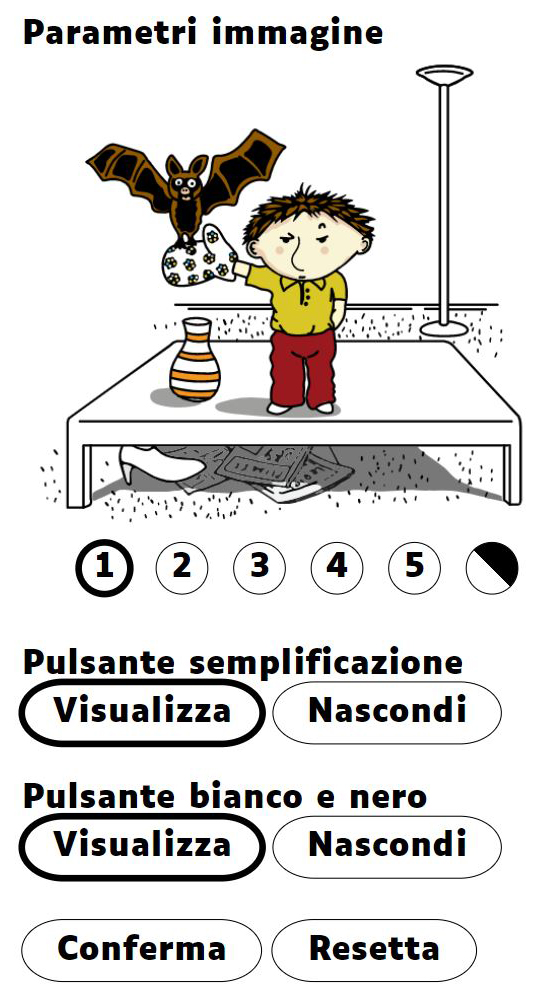 Parametri immagine
1 2 3 4 5
Pulsante semplificazione
Visualizza Nascondi
Pulsante bianco e nero
Visualizza Nascondi
Conferma Resetta